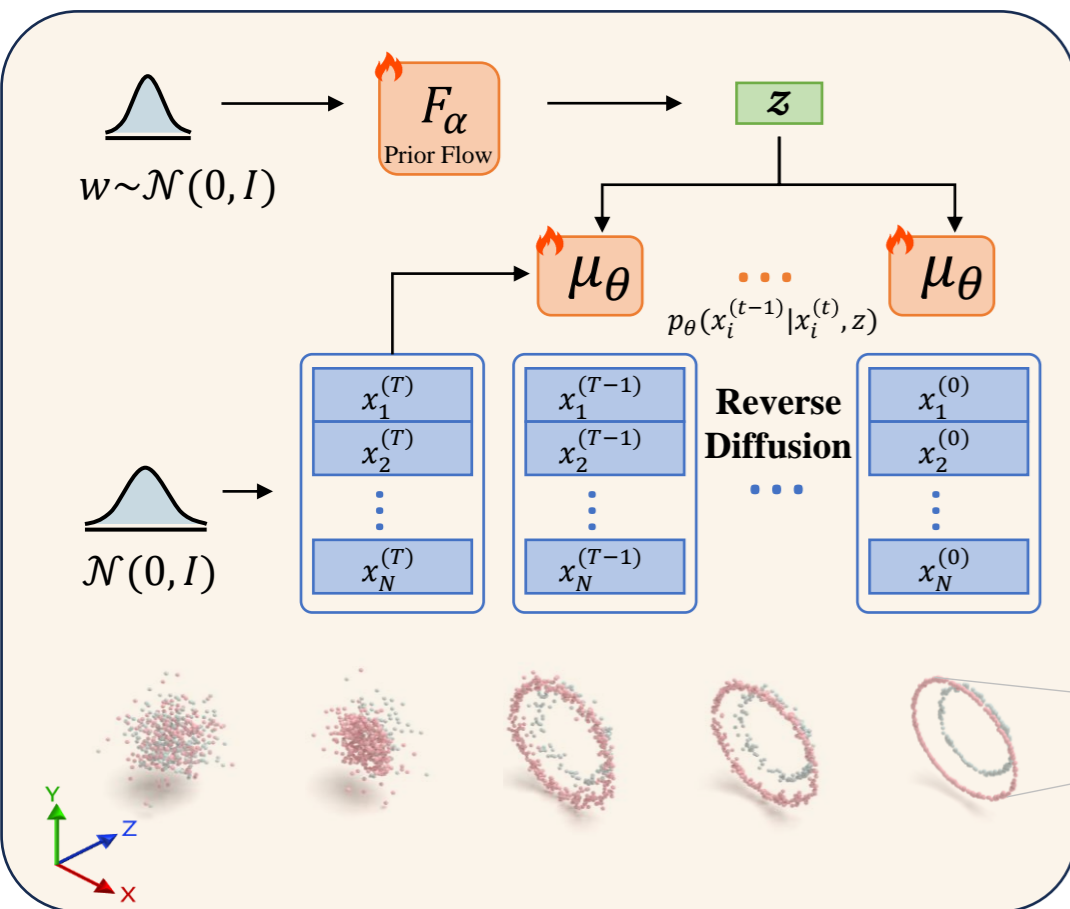 F_α
Prior Flow
z
w~𝒩(0, I)
μ_θ
μ_θ
p_θ(x_i^{(t−1)}|x_i^{(t)}, z)
x_1^{(T)}
x_2^{(T)}
x_N^{(T)}
x_1^{(T−1)}
x_2^{(T−1)}
x_N^{(T−1)}
Reverse
Diffusion
x_1^{(0)}
x_2^{(0)}
x_N^{(0)}
𝒩(0, I)
Y
Z
X